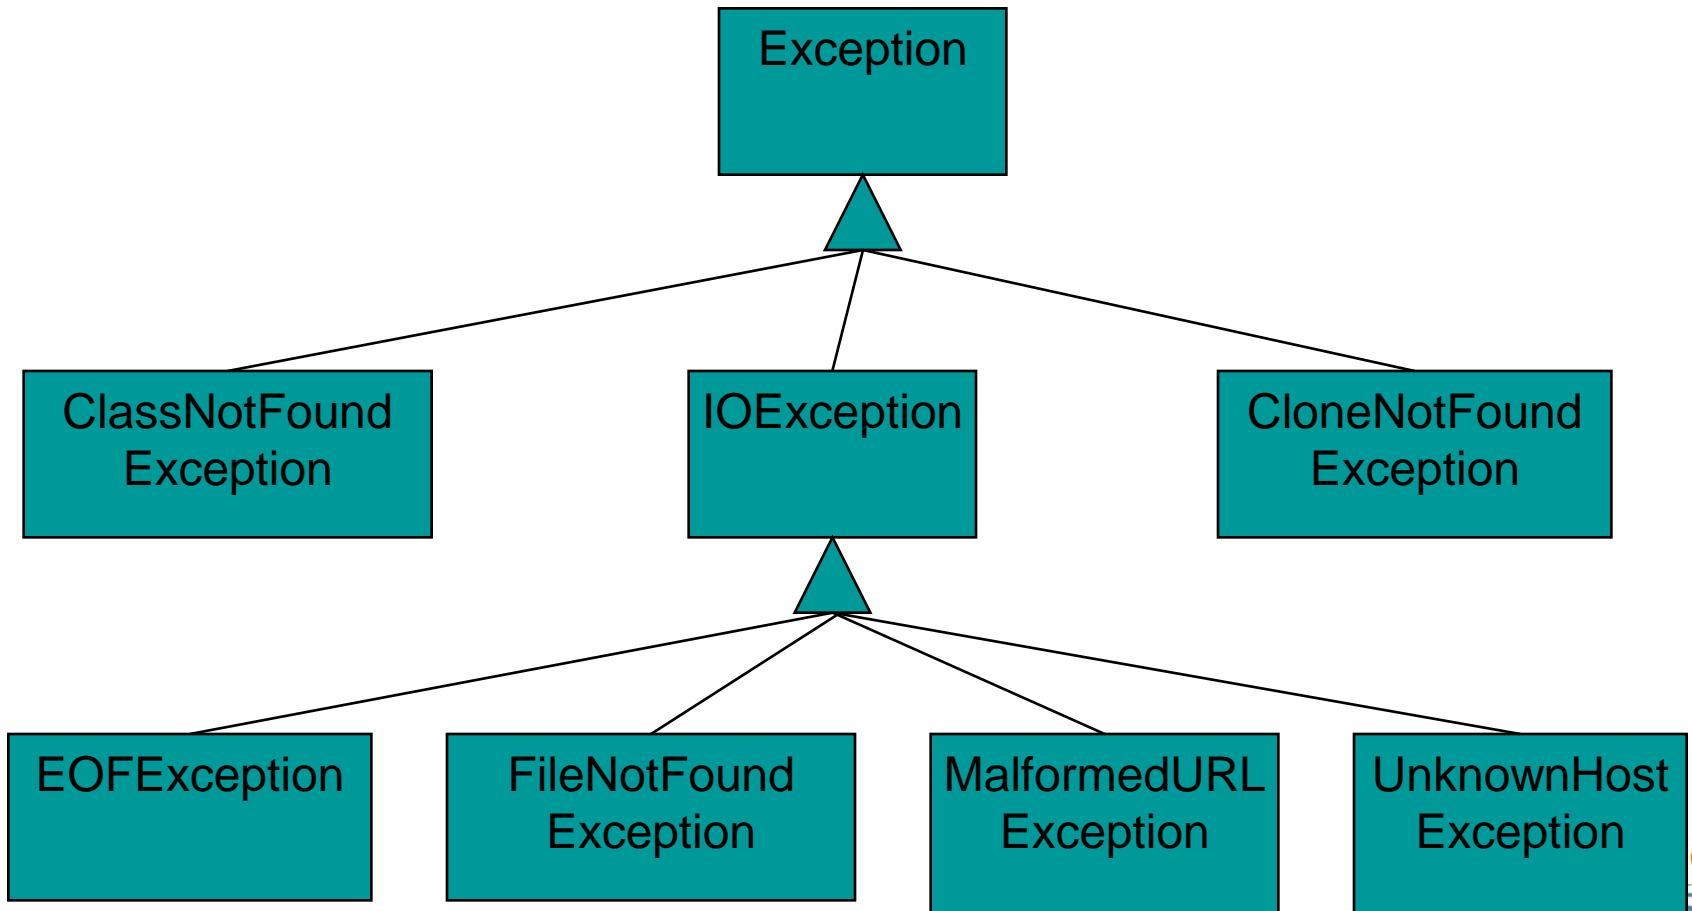 Exception
ClassNotFound
Exception
IOException
CloneNotFound
Exception
EOFException
FileNotFound
Exception
MalformedURL
Exception
UnknownHost
Exception